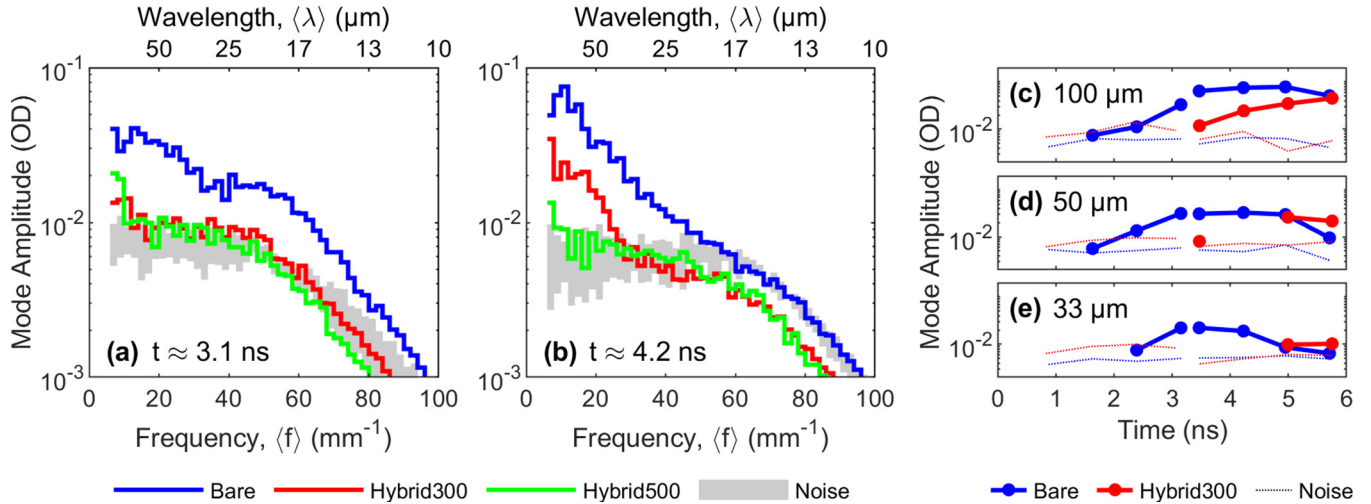 Wavelength, ⟨λ⟩ (μm)
50 25 17 13 10
Mode Amplitude (OD)
10⁻¹
10⁻²
10⁻³
(a) t ≈ 3.1 ns
0 20 40 60 80 100
Frequency, ⟨f⟩ (mm⁻¹)
Wavelength, ⟨λ⟩ (μm)
50 25 17 13 10
10⁻¹
10⁻²
10⁻³
(b) t ≈ 4.2 ns
0 20 40 60 80 100
Frequency, ⟨f⟩ (mm⁻¹)
Bare Hybrid300 Hybrid500 Noise
Mode Amplitude (OD)
(c) 100 μm
10⁻²
(d) 50 μm
10⁻²
(e) 33 μm
10⁻²
0 1 2 3 4 5 6
Time (ns)
Bare Hybrid300 Noise